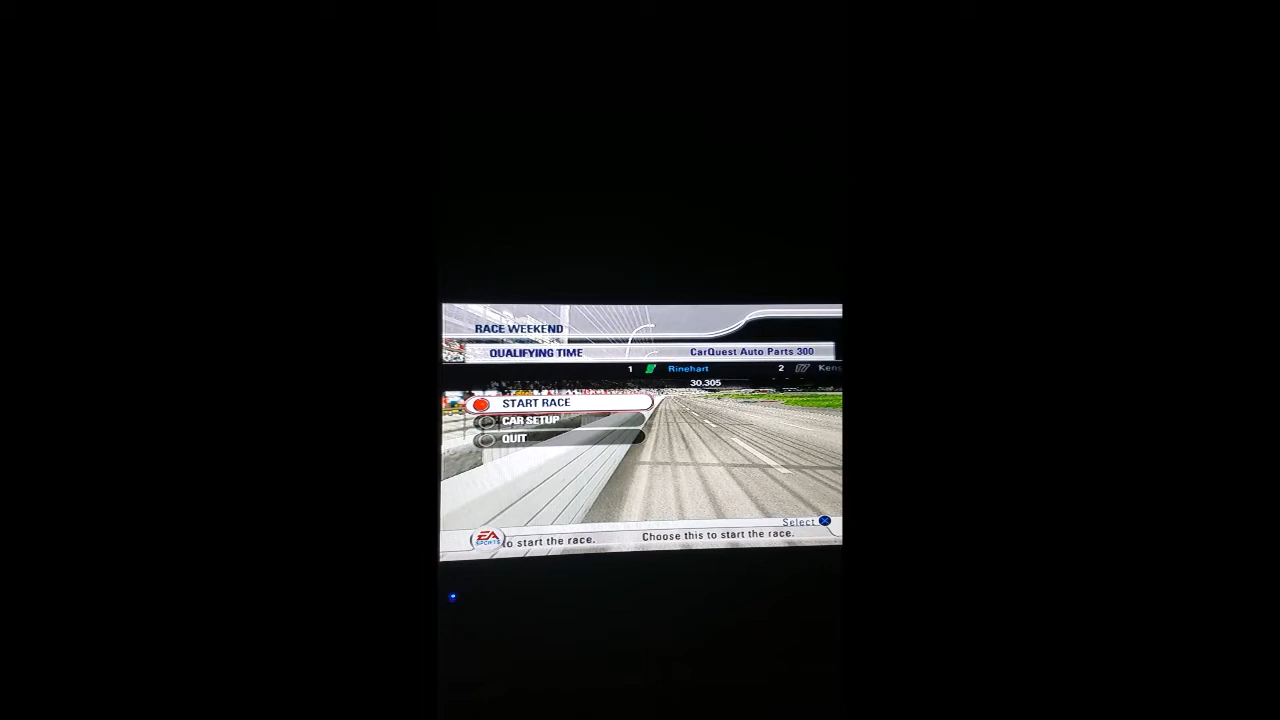 RACE WEEKEND
QUALIFYING TIME CarQuest Auto Parts 300
1 Rinehart 2 Kens
30.305
START RACE
CAR SETUP
QUIT
Select
EA SPORTS to start the race. Choose this to start the race.